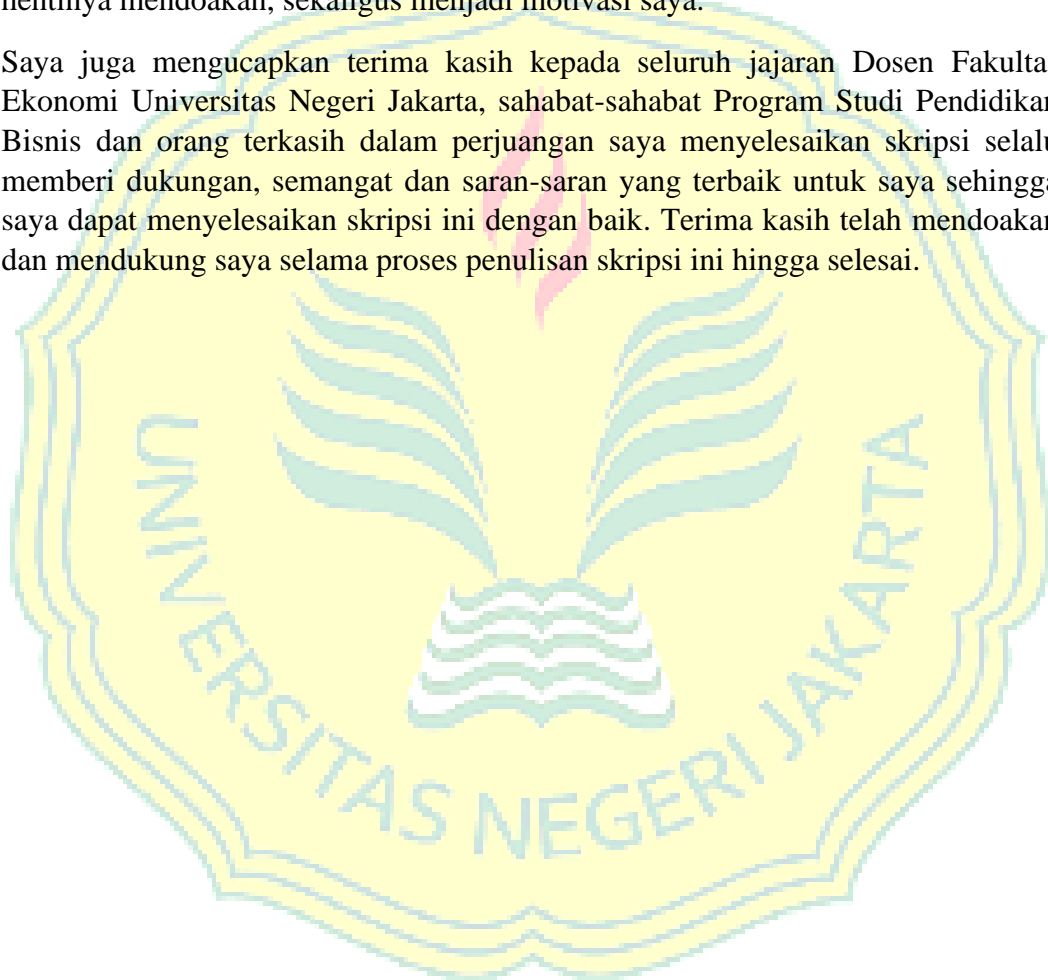 hentinya mendoakan, sekaligus menjadi motivasi saya.
Saya juga mengucapkan terima kasih kepada seluruh jajaran Dosen Fakulta
Ekonomi Universitas Negeri Jakarta, sahabat-sahabat Program Studi Pendidikan
Bisnis dan orang terkasih dalam perjuangan saya menyelesaikan skripsi selalu
memberi dukungan, semangat dan saran-saran yang terbaik untuk saya sehingga
saya dapat menyelesaikan skripsi ini dengan baik. Terima kasih telah mendoakan
dan mendukung saya selama proses penulisan skripsi ini hingga selesai.
UNIVERSITAS NEGERI JAKARTA